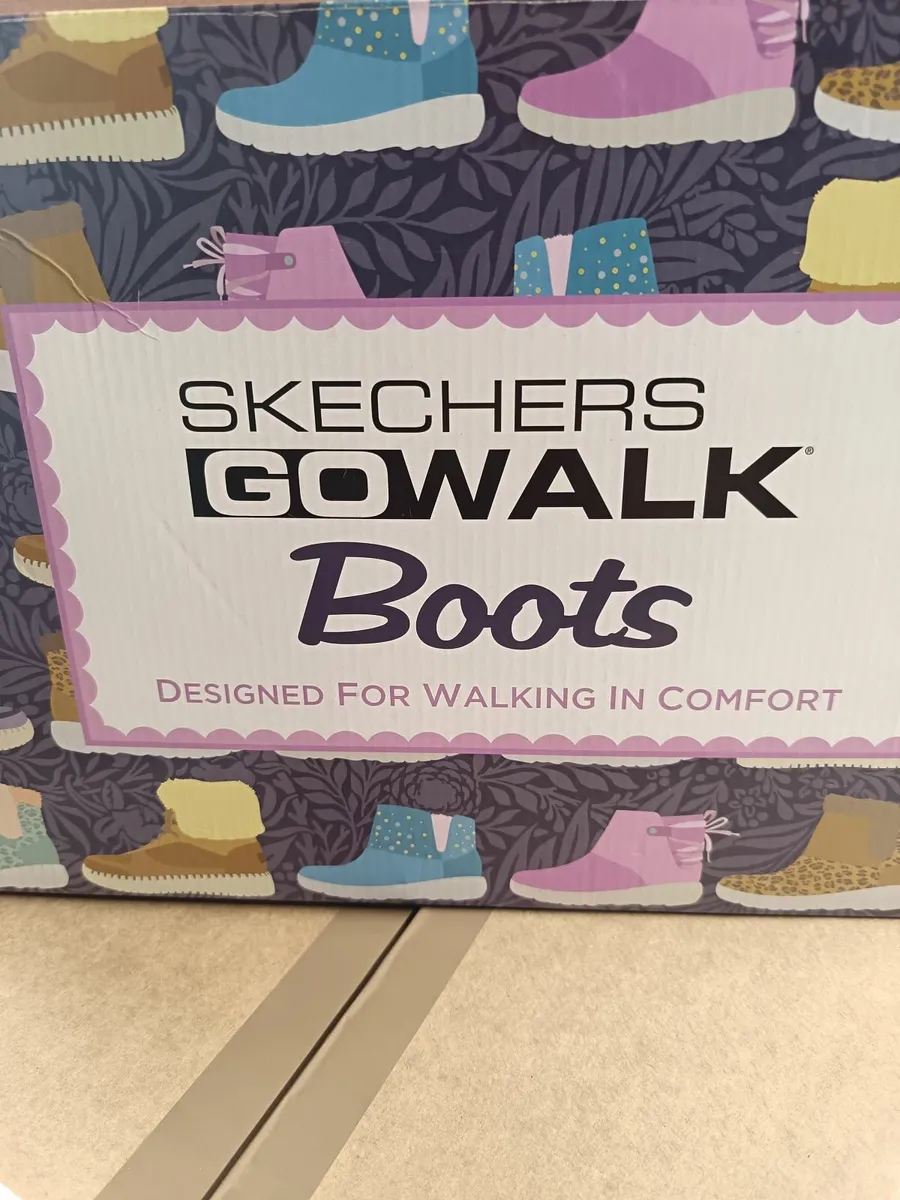 SKECHERS
GOWALK®
Boots
DESIGNED FOR WALKING IN COMFORT